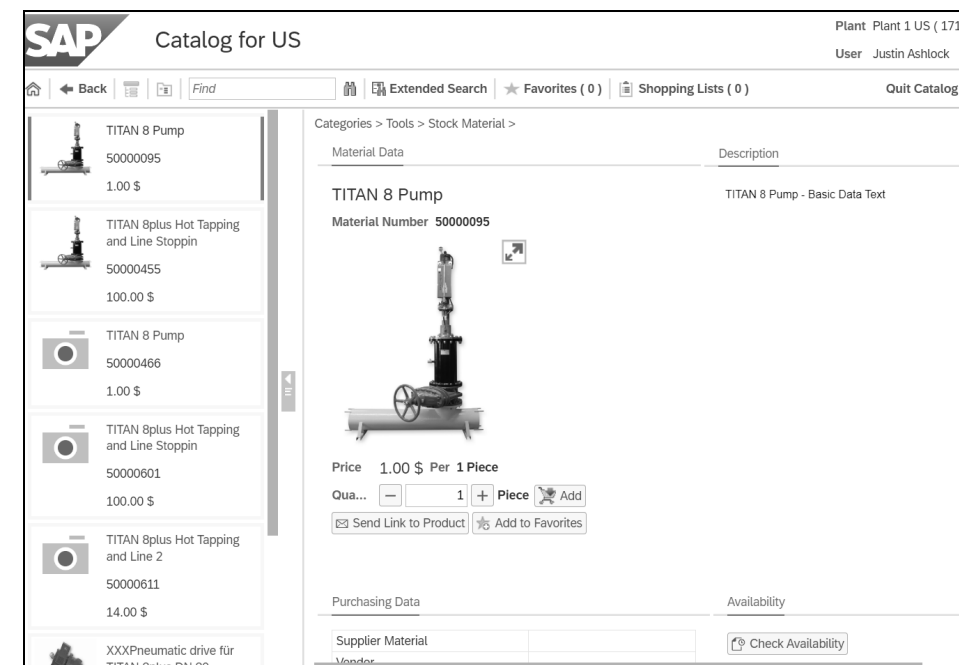 SAP
Catalog for US
Plant Plant 1 US ( 171
User Justin Ashlock
Back
Find
Extended Search
Favorites ( 0 )
Shopping Lists ( 0 )
Quit Catalog
TITAN 8 Pump
50000095
1.00 $
TITAN 8plus Hot Tapping
and Line Stoppin
50000455
100.00 $
TITAN 8 Pump
50000466
1.00 $
TITAN 8plus Hot Tapping
and Line Stoppin
50000601
100.00 $
TITAN 8plus Hot Tapping
and Line 2
50000611
14.00 $
XXXPneumatic drive für
TITAN 8plus DN 80
Categories > Tools > Stock Material >
Material Data
TITAN 8 Pump
Material Number 50000095
Price 1.00 $ Per 1 Piece
Qua... 1 Piece Add
Send Link to Product Add to Favorites
Description
TITAN 8 Pump - Basic Data Text
Purchasing Data
Supplier Material
Vendor
Availability
Check Availability